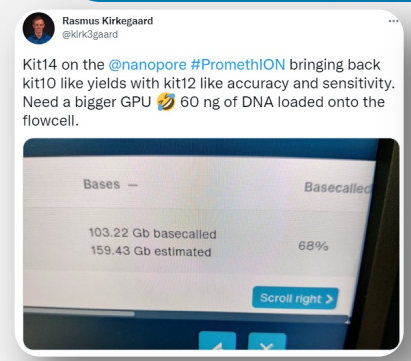 Rasmus Kirkegaard
@kirk3gaard
Kit14 on the @nanopore #PromethION bringing back
kit10 like yields with kit12 like accuracy and sensitivity.
Need a bigger GPU 🤣 60 ng of DNA loaded onto the
flowcell.
Bases
Basecalled
103.22 Gb basecalled
159.43 Gb estimated
68%
Scroll right >